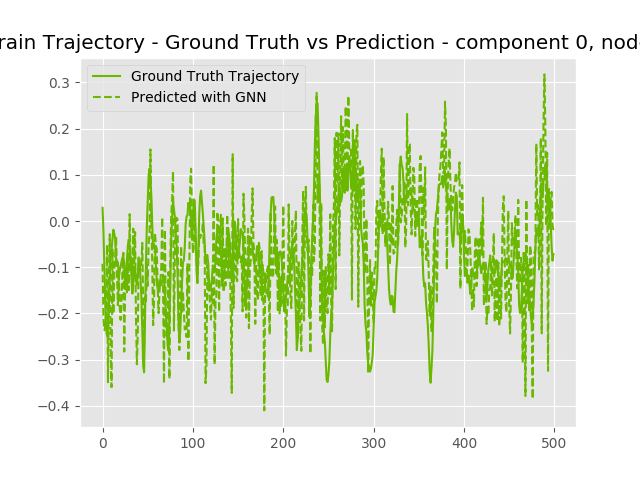 rain Trajectory - Ground Truth vs Prediction - component 0, nod
Ground Truth Trajectory
Predicted with GNN
0.3
0.2
0.1
0.0
−0.1
−0.2
−0.3
−0.4
0 100 200 300 400 500